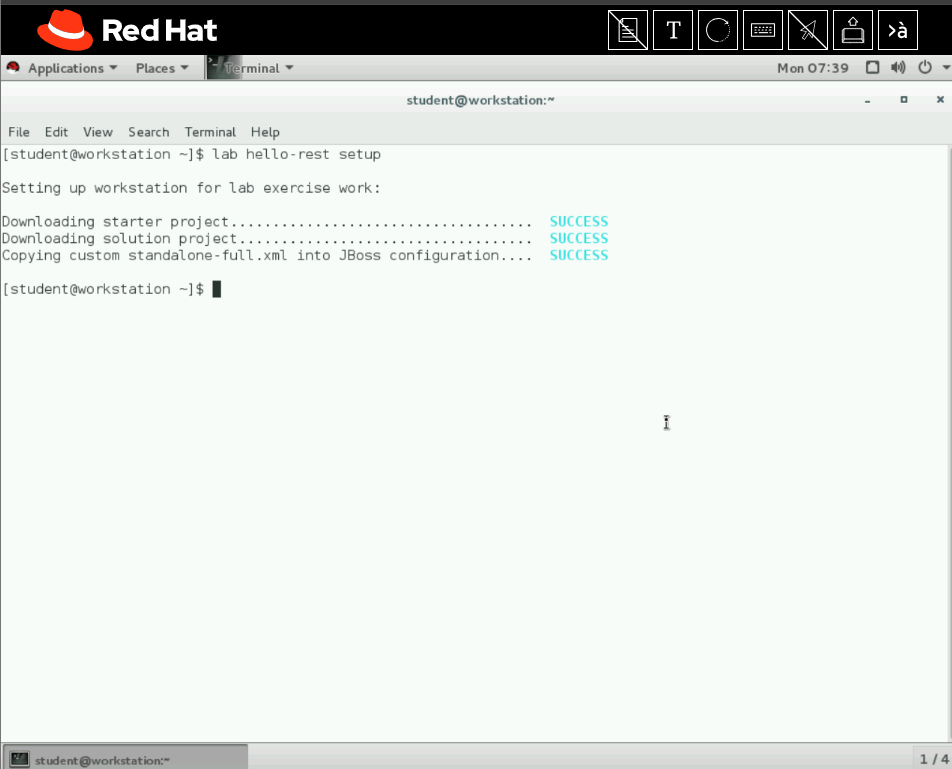 Red Hat
T
>à
Applications Places Terminal Mon 07:39
student@workstation:~
File Edit View Search Terminal Help
[student@workstation ~]$ lab hello-rest setup
Setting up workstation for lab exercise work:
Downloading starter project.................................... SUCCESS
Downloading solution project................................... SUCCESS
Copying custom standalone-full.xml into JBoss configuration.... SUCCESS
[student@workstation ~]$
student@workstation:~ 1 / 4